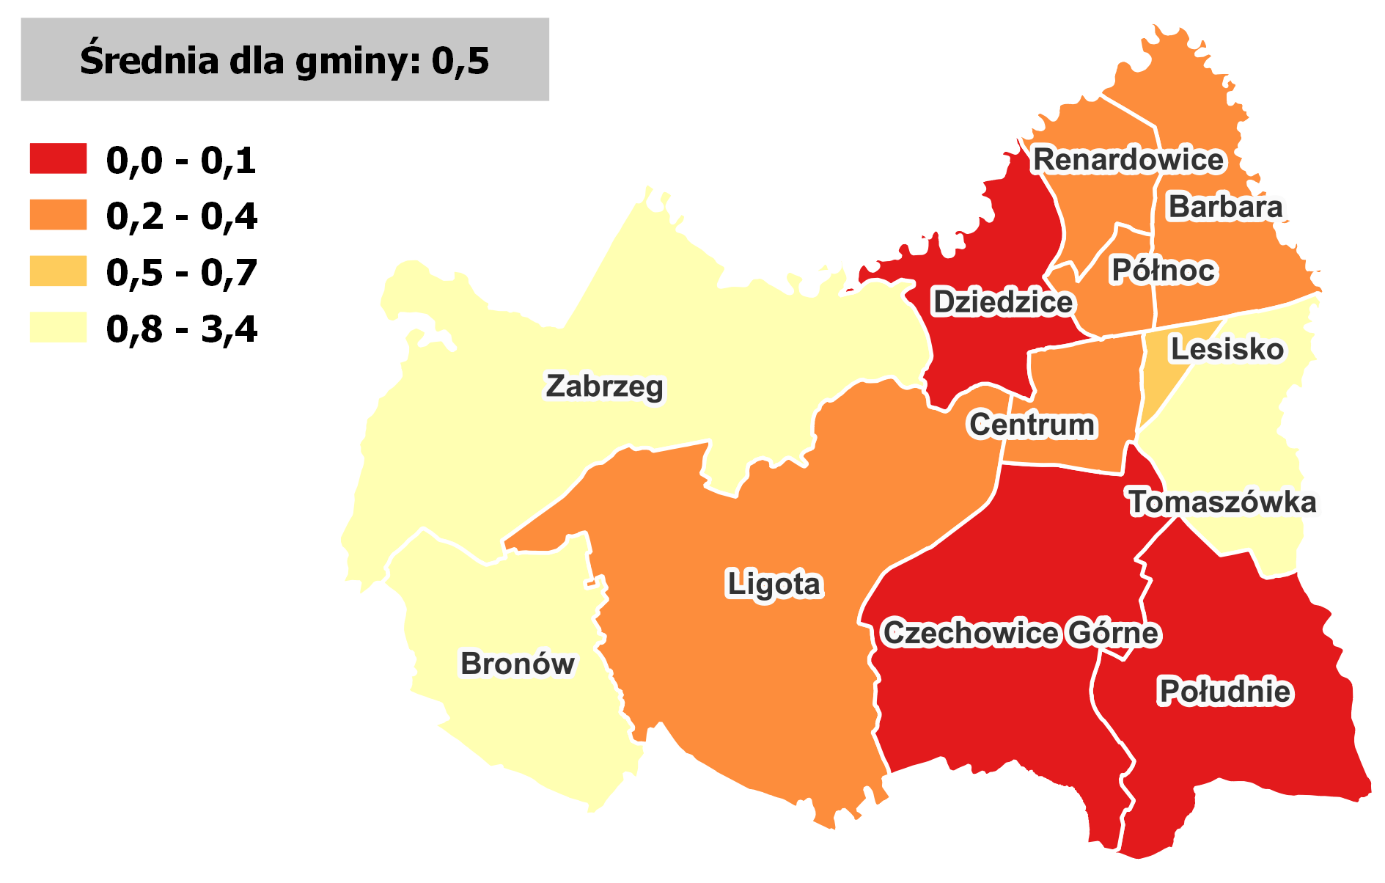 Średnia dla gminy: 0,5
0,0 - 0,1
0,2 - 0,4
0,5 - 0,7
0,8 - 3,4
Renardowice
Barbara
Północ
Dziedzice
Lesisko
Zabrzeg
Centrum
Tomaszówka
Ligota
Czechowice Górne
Bronów
Południe